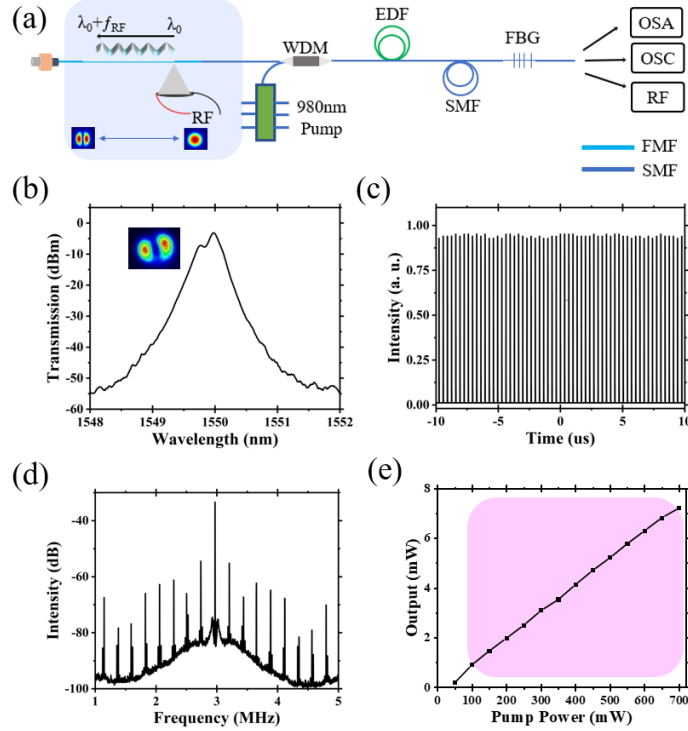 (a)
λ₀+f_RF
λ₀
RF
WDM
980nm
Pump
EDF
SMF
FBG
OSA
OSC
RF
FMF
SMF
(b)
Transmission (dBm)
0
-10
-20
-30
-40
-50
-60
1548
1549
1550
1551
1552
Wavelength (nm)
(c)
Intensity (a. u.)
1.00
0.75
0.50
0.25
0.00
-10
-5
0
5
10
Time (us)
(d)
Intensity (dB)
-40
-60
-80
-100
1
2
3
4
5
Frequency (MHz)
(e)
Output (mW)
8
6
4
2
0
0
100
200
300
400
500
600
700
Pump Power (mW)